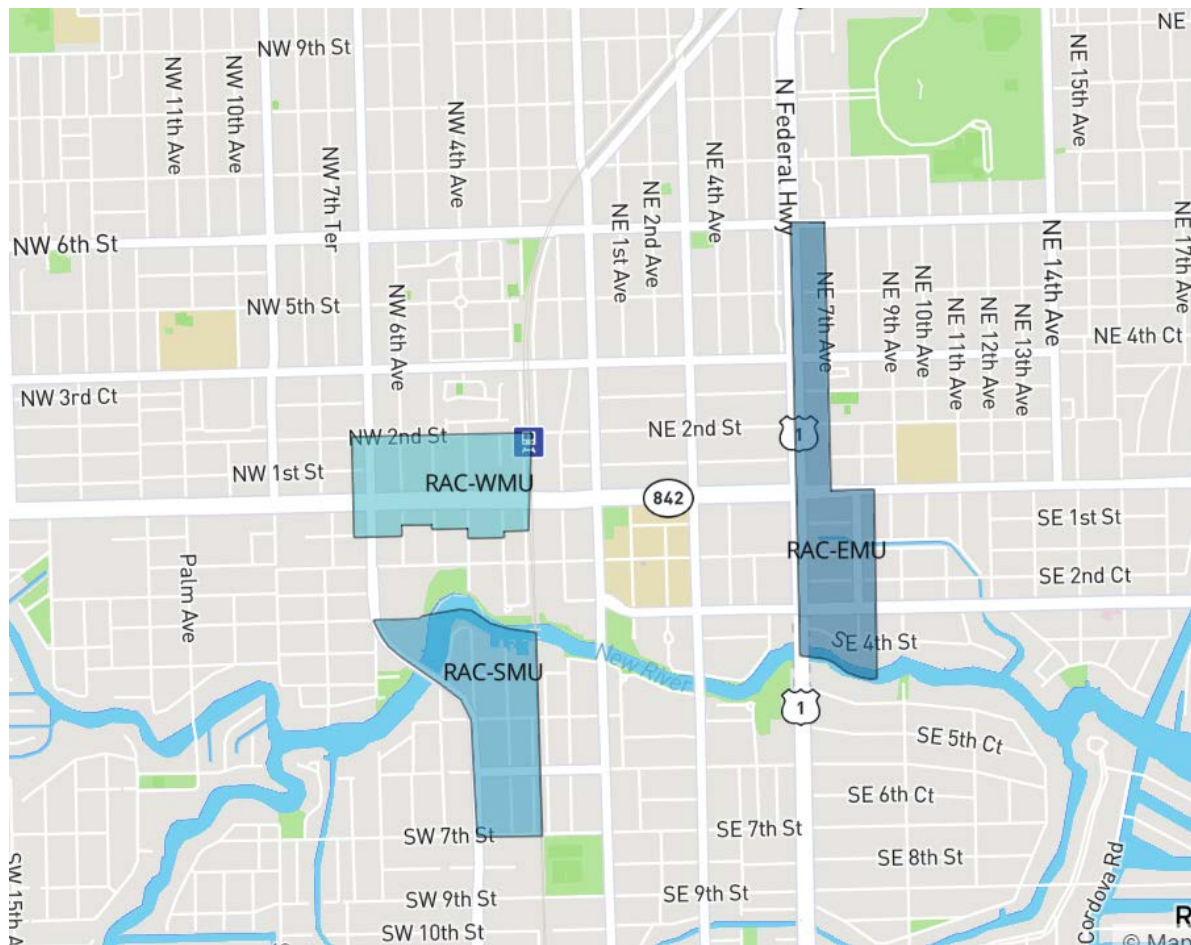 NE
NW 9th St
NW 11th Ave
NW 10th Ave
NW 7th Ter
NW 4th Ave
N Federal Hwy
NE 15th Ave
NE 4th Ave
NE 2nd Ave
NE 1st Ave
NE 17th Ave
NW 6th St
NE 14th Ave
NE 7th Ave
NE 9th Ave
NE 10th Ave
NE 11th Ave
NE 12th Ave
NE 13th Ave
NW 5th St
NW 6th Ave
NE 4th Ct
NW 3rd Ct
NW 2nd St
NE 2nd St
1
NW 1st St
RAC-WMU
842
SE 1st St
RAC-EMU
Palm Ave
SE 2nd Ct
SE 4th St
New River
RAC-SMU
1
SE 5th Ct
SE 6th Ct
SW 7th St
SE 7th St
SE 8th St
SW 15th A
Cordova Rd
SW 9th St
SE 9th St
SW 10th St
R
© Map